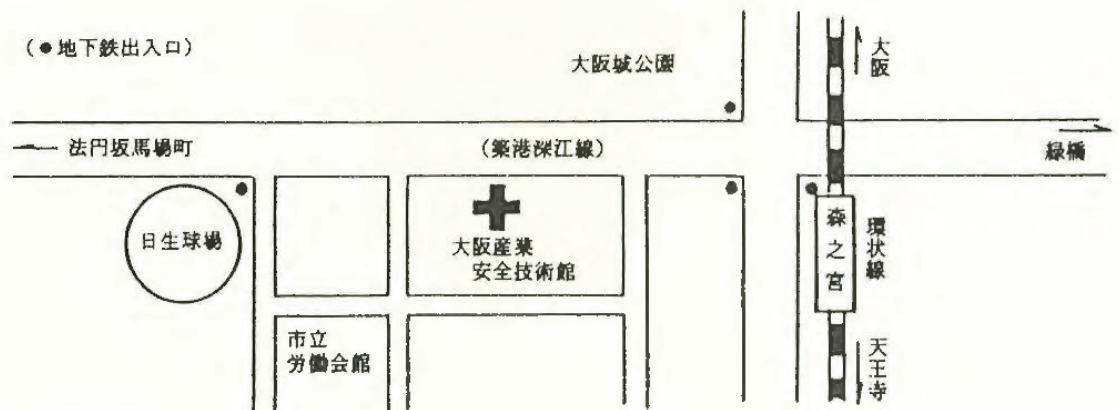 (●地下鉄出入口)
大阪城公園
大阪
法円坂馬場町
(築港深江線)
緑橋
日生球場
大阪産業
安全技術館
森之宮
環状線
市立
労働会館
天王寺